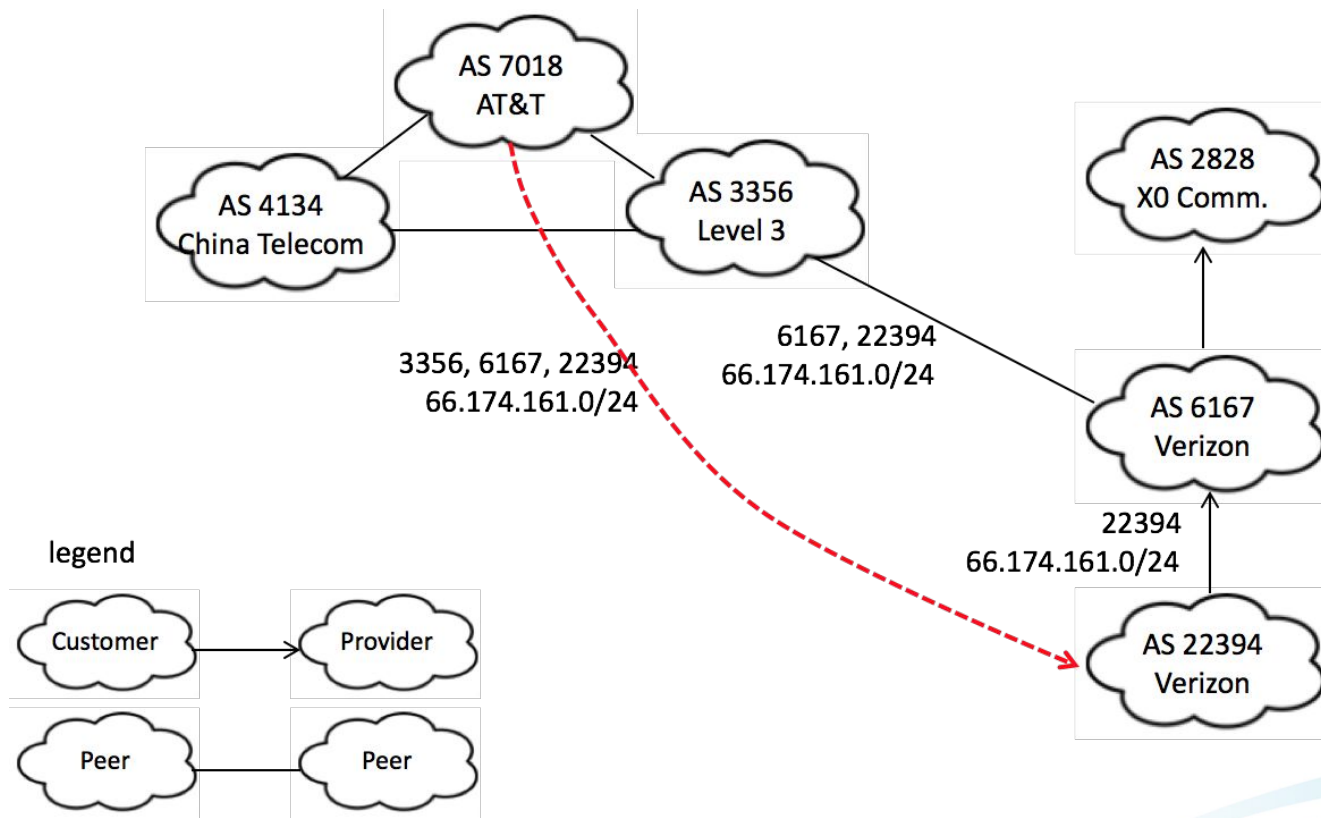 AS 7018
AT&T
AS 4134
China Telecom
AS 3356
Level 3
AS 2828
X0 Comm.
3356, 6167, 22394
66.174.161.0/24
6167, 22394
66.174.161.0/24
AS 6167
Verizon
22394
66.174.161.0/24
AS 22394
Verizon
legend
Customer
Provider
Peer
Peer